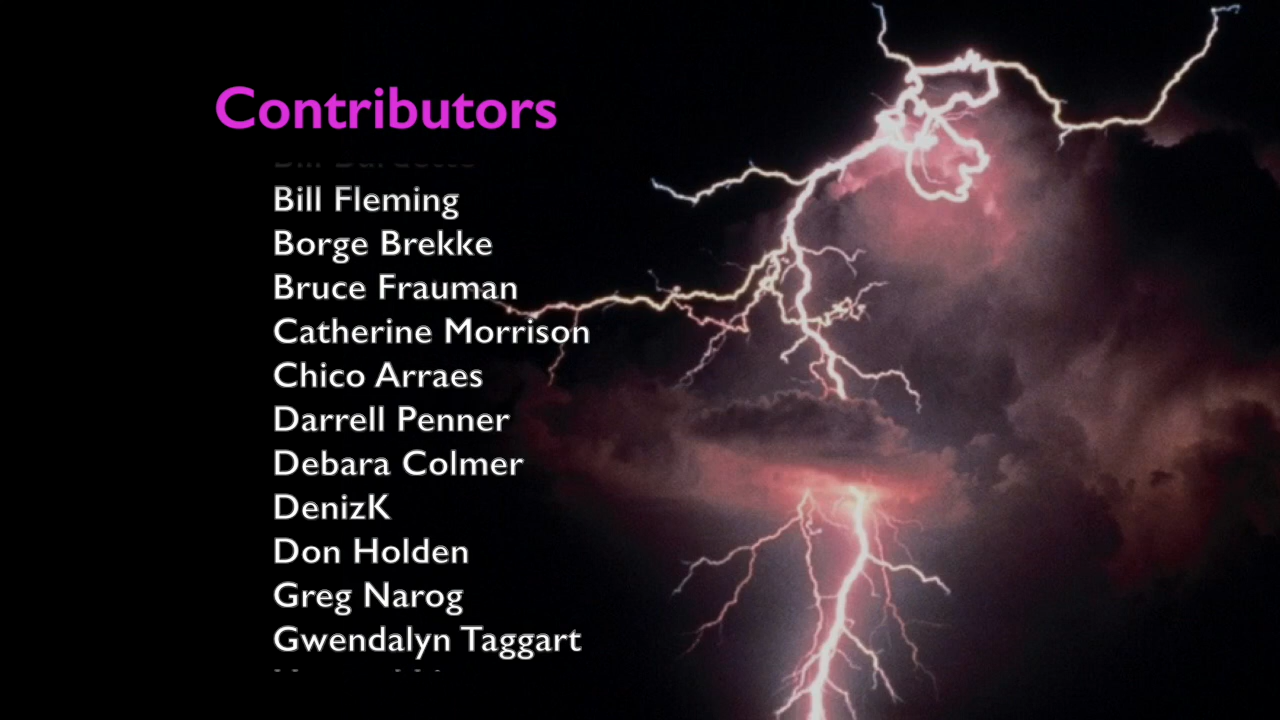 Contributors
Bill Fleming
Borge Brekke
Bruce Frauman
Catherine Morrison
Chico Arraes
Darrell Penner
Debara Colmer
DenizK
Don Holden
Greg Narog
Gwendalyn Taggart